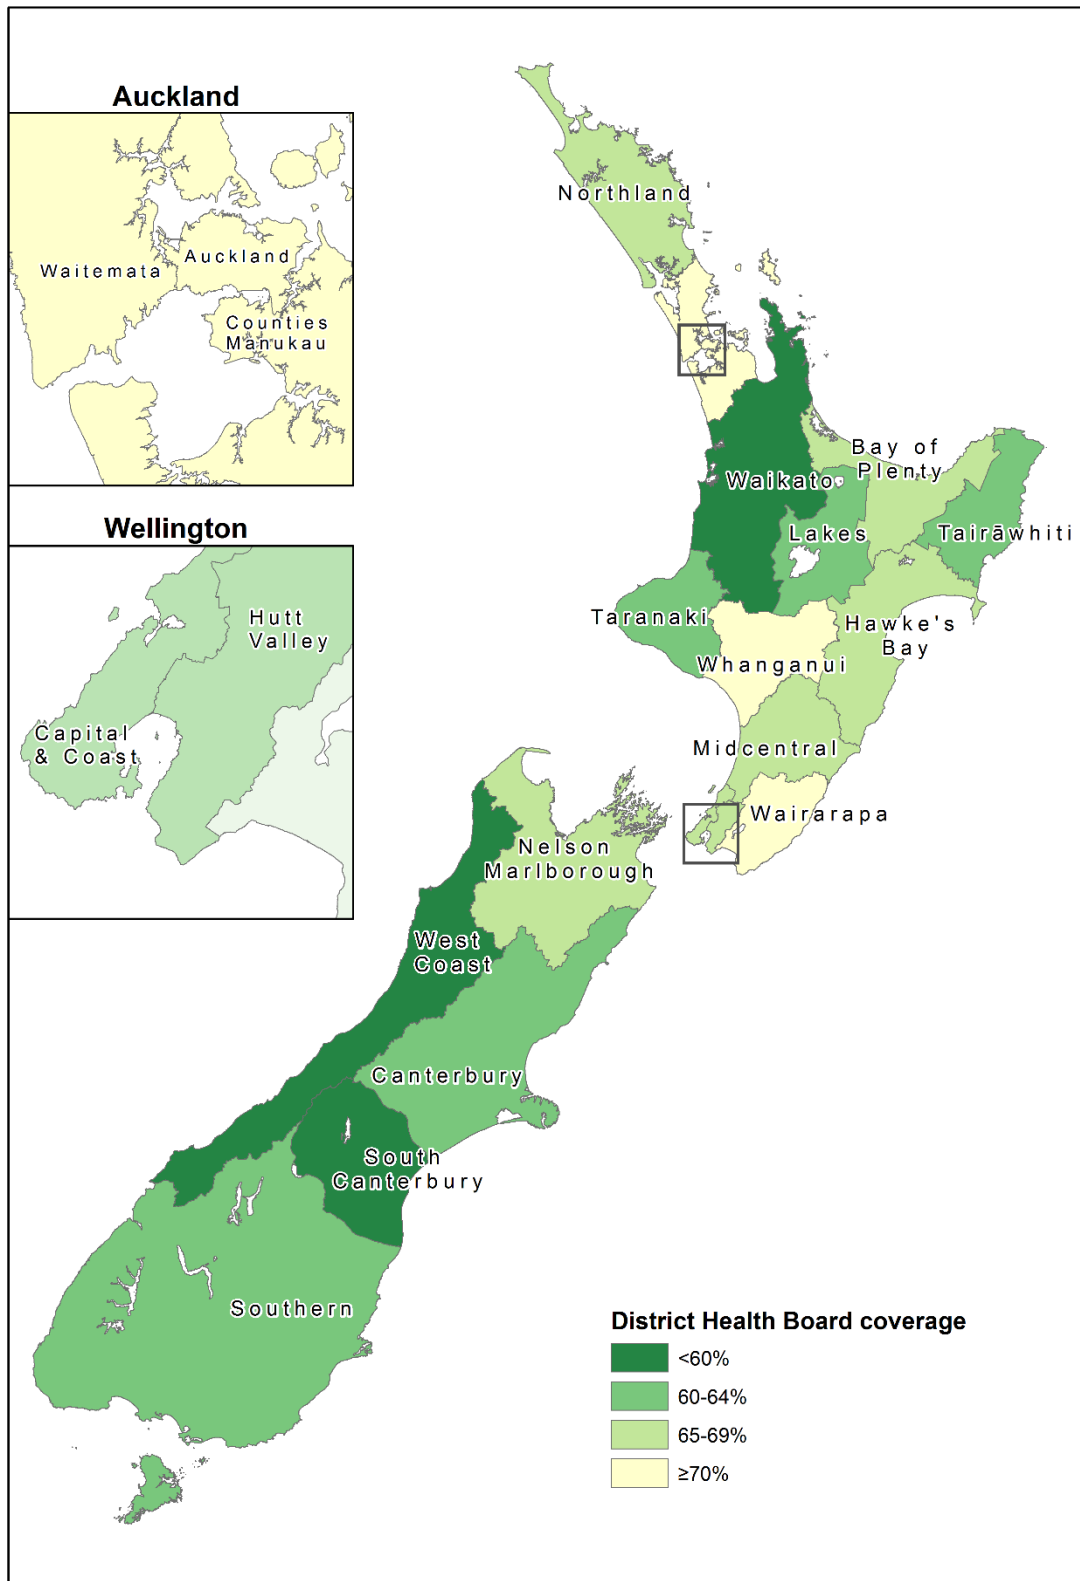 Auckland
Waitemata
Auckland
Counties
Manukau
Wellington
Hutt
Valley
Capital
& Coast
Northland
Bay of
Plenty
Waikato
Lakes
Tairāwhiti
Taranaki
Hawke's
Bay
Whanganui
Midcentral
Wairarapa
Nelson
Marlborough
West
Coast
Canterbury
South
Canterbury
Southern
District Health Board coverage
<60%
60-64%
65-69%
≥70%